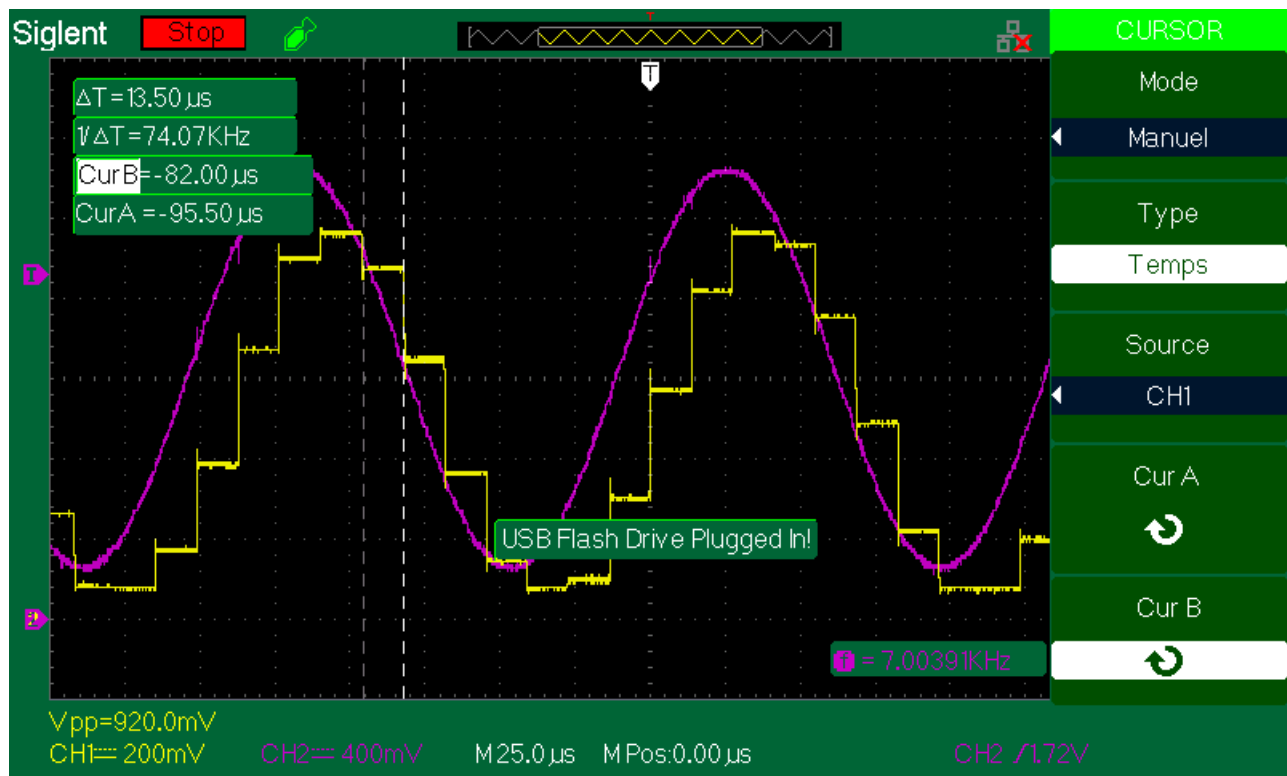 Siglent Stop T CURSOR
T
Mode
Manuel
ΔT=13.50µs
1/ΔT=74.07KHz
CurB=-82.00µs
CurA=-95.50µs
Type
Temps
T
Source
CH1
Cur A
USB Flash Drive Plugged In!
Cur B
T = 7.00391KHz
Vpp=920.0mV
CH1 200mV CH2 400mV M25.0µs MPos:0.00µs CH2 /1.72V